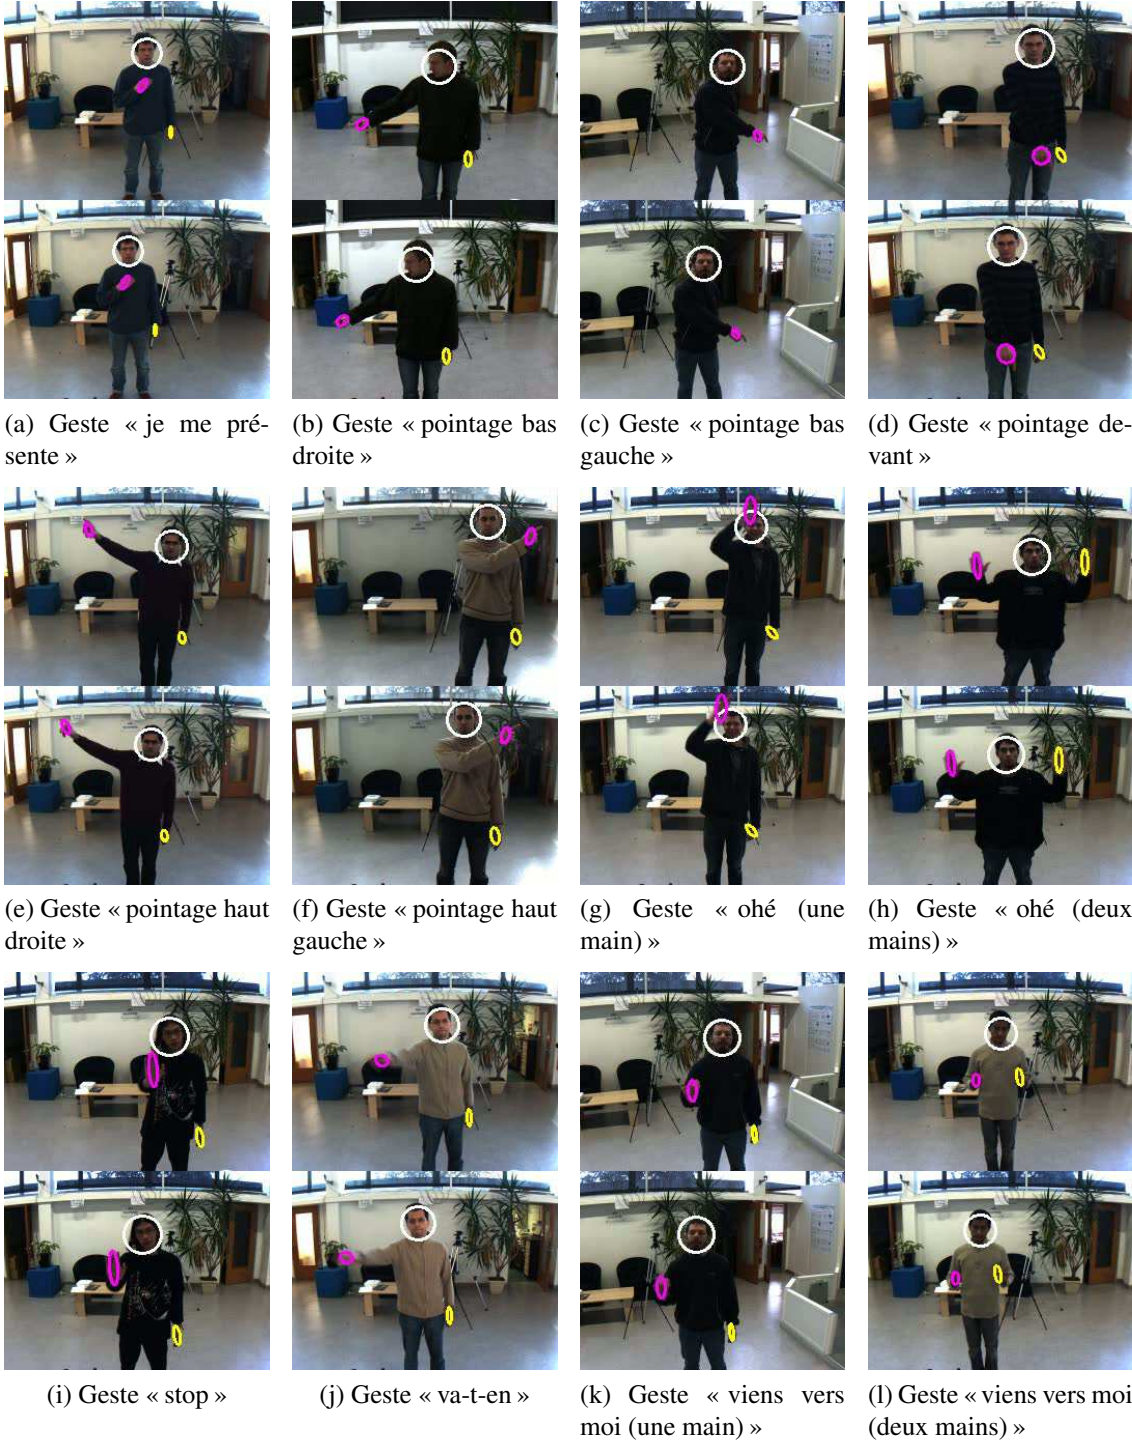 (a) Geste « je me pré-
sente »
(b) Geste « pointage bas
droite »
(c) Geste « pointage bas
gauche »
(d) Geste « pointage de-
vant »
(e) Geste « pointage haut
droite »
(f) Geste « pointage haut
gauche »
(g) Geste « ohé (une
main) »
(h) Geste « ohé (deux
mains) »
(i) Geste « stop »
(j) Geste « va-t-en »
(k) Geste « viens vers
moi (une main) »
(l) Geste « viens vers moi
(deux mains) »